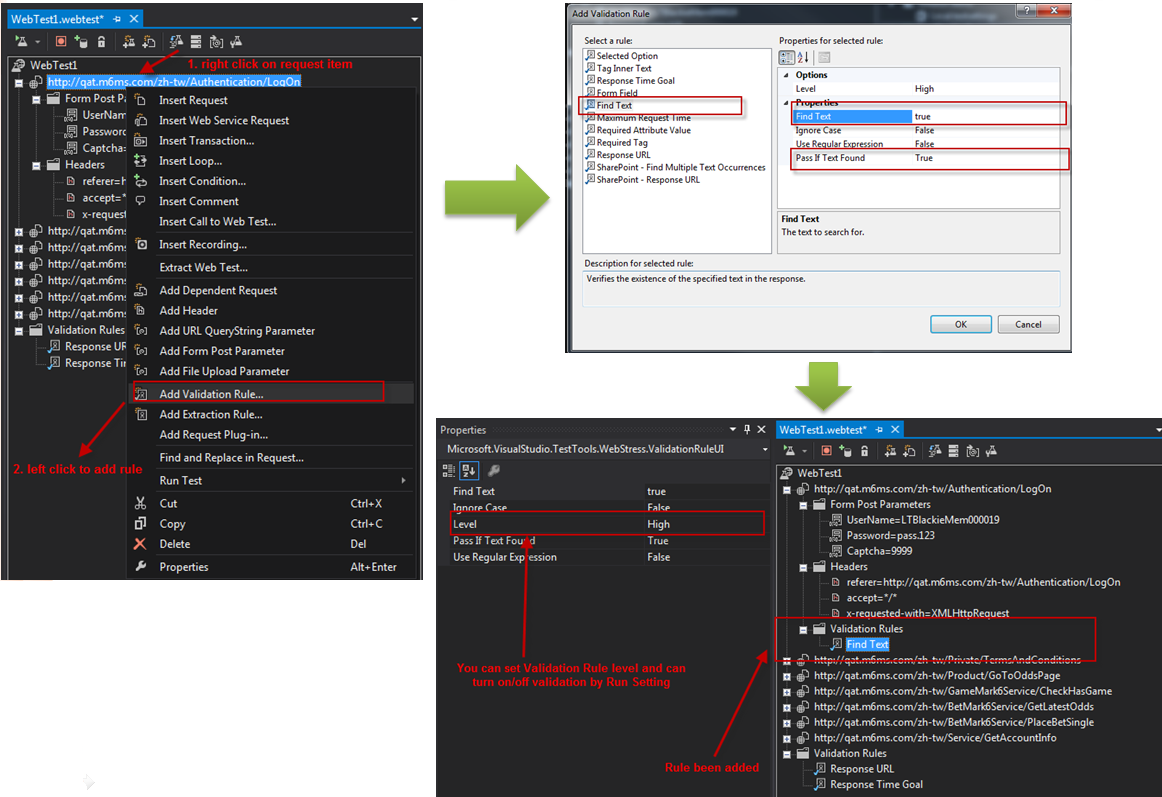 WebTest1.webtest*
1. right click on request item
WebTest1
http://qat.m6ms.com/zh-tw/Authentication/LogOn
Form Post Pa
UserNam
Password
Captcha=
Headers
referer=h
accept=*
x-request
http://qat.m6ms
http://qat.m6ms
http://qat.m6ms
http://qat.m6ms
http://qat.m6ms
http://qat.m6ms
Validation Rules
Response UR
Response Tir
Insert Request
Insert Web Service Request
Insert Transaction...
Insert Loop...
Insert Condition...
Insert Comment
Insert Call to Web Test...
Insert Recording...
Extract Web Test...
Add Dependent Request
Add Header
Add URL QueryString Parameter
Add Form Post Parameter
Add File Upload Parameter
Add Validation Rule...
Add Extraction Rule...
Add Request Plug-in...
Find and Replace in Request...
Run Test
Cut Ctrl+X
Copy Ctrl+C
Delete Del
Properties Alt+Enter
2. left click to add rule
Add Validation Rule
Select a rule:
Selected Option
Tag Inner Text
Response Time Goal
Form Field
Find Text
Maximum Request Time
Required Attribute Value
Required Tag
Response URL
SharePoint - Find Multiple Text Occurrences
SharePoint - Response URL
Properties for selected rule:
Options
Level High
Properties
Find Text true
Ignore Case False
Use Regular Expression False
Pass If Text Found True
Find Text
The text to search for.
Description for selected rule:
Verifies the existence of the specified text in the response.
OK Cancel
Properties
Microsoft.VisualStudio.TestTools.WebStress.ValidationRuleUI
Find Text true
Ignore Case False
Level High
Pass If Text Found True
Use Regular Expression False
You can set Validation Rule level and can
turn on/off validation by Run Setting
Rule been added
WebTest1.webtest*
WebTest1
http://qat.m6ms.com/zh-tw/Authentication/LogOn
Form Post Parameters
UserName=LTBlackieMem000019
Password=pass.123
Captcha=9999
Headers
referer=http://qat.m6ms.com/zh-tw/Authentication/LogOn
accept=*/*
x-requested-with=XMLHttpRequest
Validation Rules
Find Text
http://qat.m6ms.com/zh-tw/Private/TermsAndConditions
http://qat.m6ms.com/zh-tw/Product/GoToOddsPage
http://qat.m6ms.com/zh-tw/GameMark6Service/CheckHasGame
http://qat.m6ms.com/zh-tw/BetMark6Service/GetLatestOdds
http://qat.m6ms.com/zh-tw/BetMark6Service/PlaceBetSingle
http://qat.m6ms.com/zh-tw/Service/GetAccountInfo
Validation Rules
Response URL
Response Time Goal